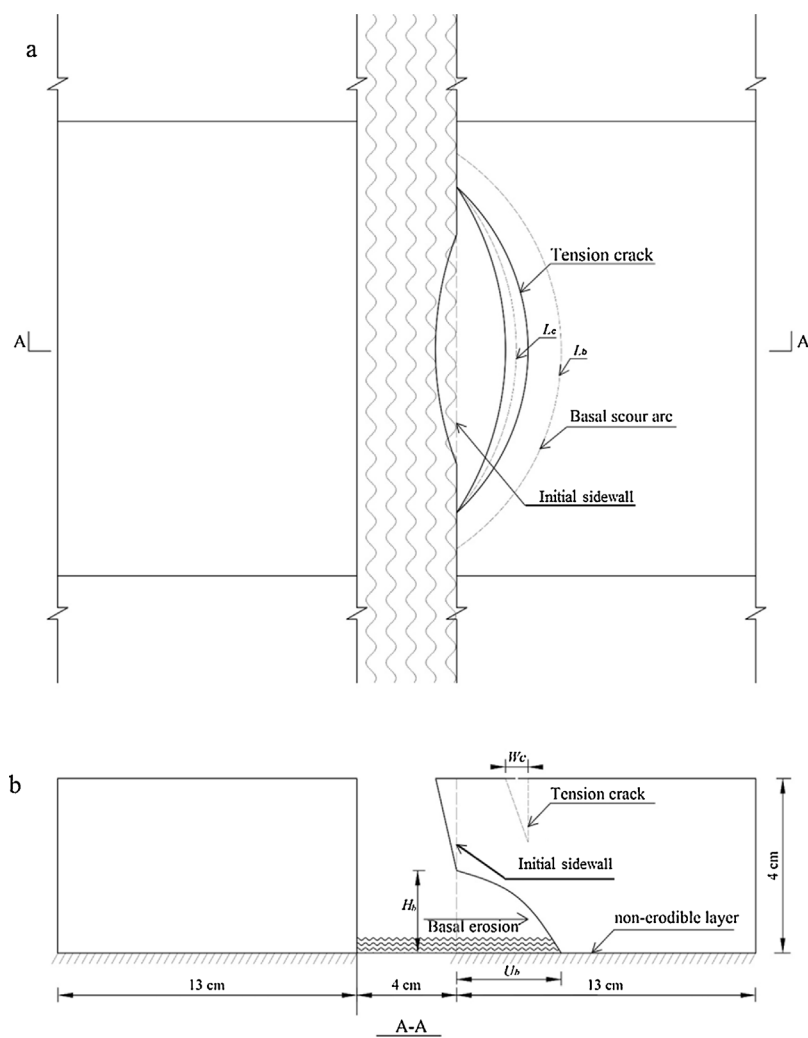 a
Tension crack
A
A
Lc
Lb
Basal scour arc
Initial sidewall
b
Wc
Tension crack
Initial sidewall
4 cm
Hb
Basal erosion
non-crodible layer
Ub
13 cm
4 cm
13 cm
A-A